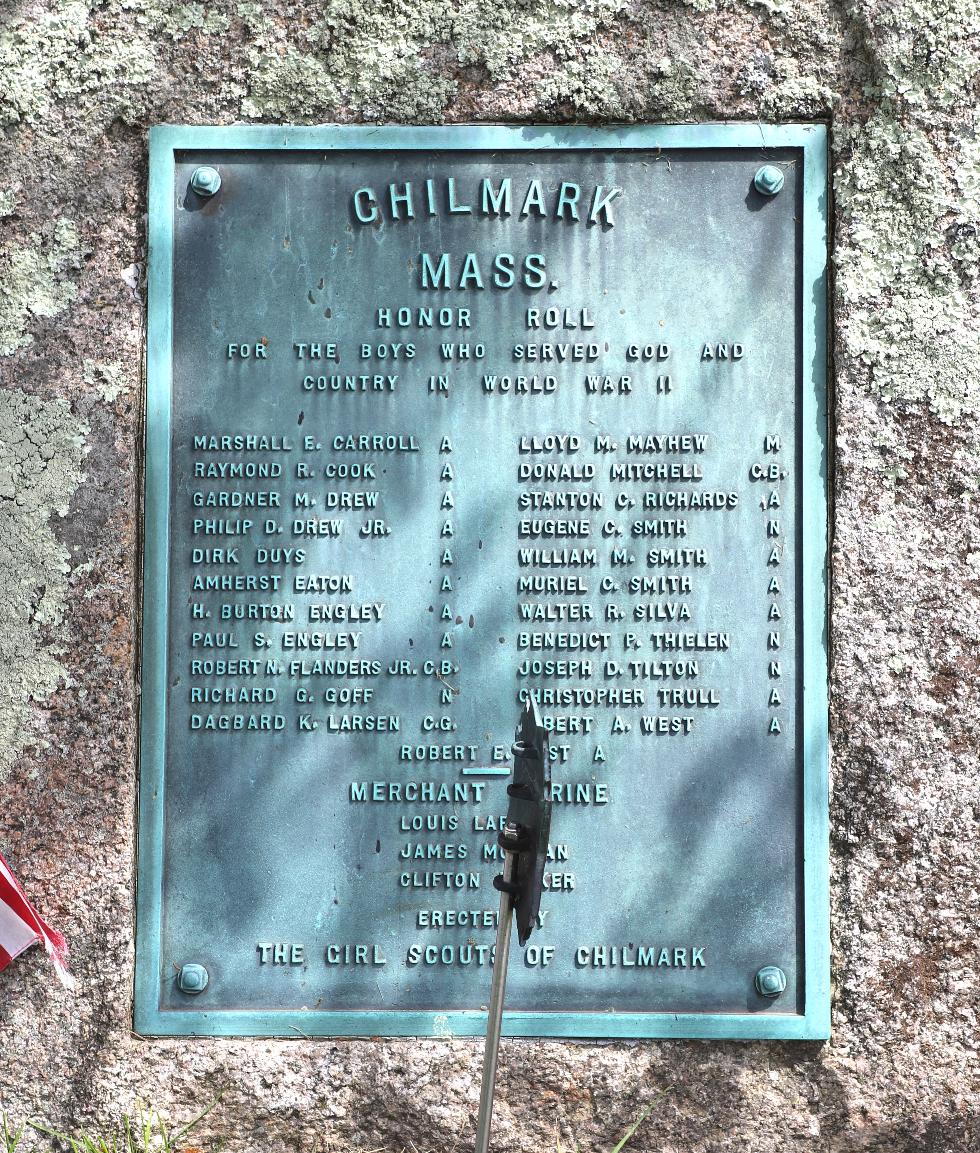 CHILMARK
MASS.
HONOR ROLL
FOR THE BOYS WHO SERVED GOD AND
COUNTRY IN WORLD WAR II
MARSHALL E. CARROLL A
RAYMOND R. COOK A
GARDNER M. DREW A
PHILIP D. DREW JR. A
DIRK DUYS A
AMHERST EATON A
H. BURTON ENGLEY A
PAUL S. ENGLEY A
ROBERT N. FLANDERS JR. C.B.
RICHARD G. GOFF N
DAGBARD K. LARSEN C.G.
LLOYD M. MAYHEW M
DONALD MITCHELL C.B.
STANTON C. RICHARDS A
EUGENE C. SMITH N
WILLIAM M. SMITH A
MURIEL C. SMITH A
WALTER R. SILVA A
BENEDICT P. THIELEN N
JOSEPH D. TILTON N
CHRISTOPHER TRULL A
A. WEST A
ROBERT E. A
MERCHANT
LOUIS
JAMES
CLIFTON
ERECTED
THE GIRL SCOUTS OF CHILMARK